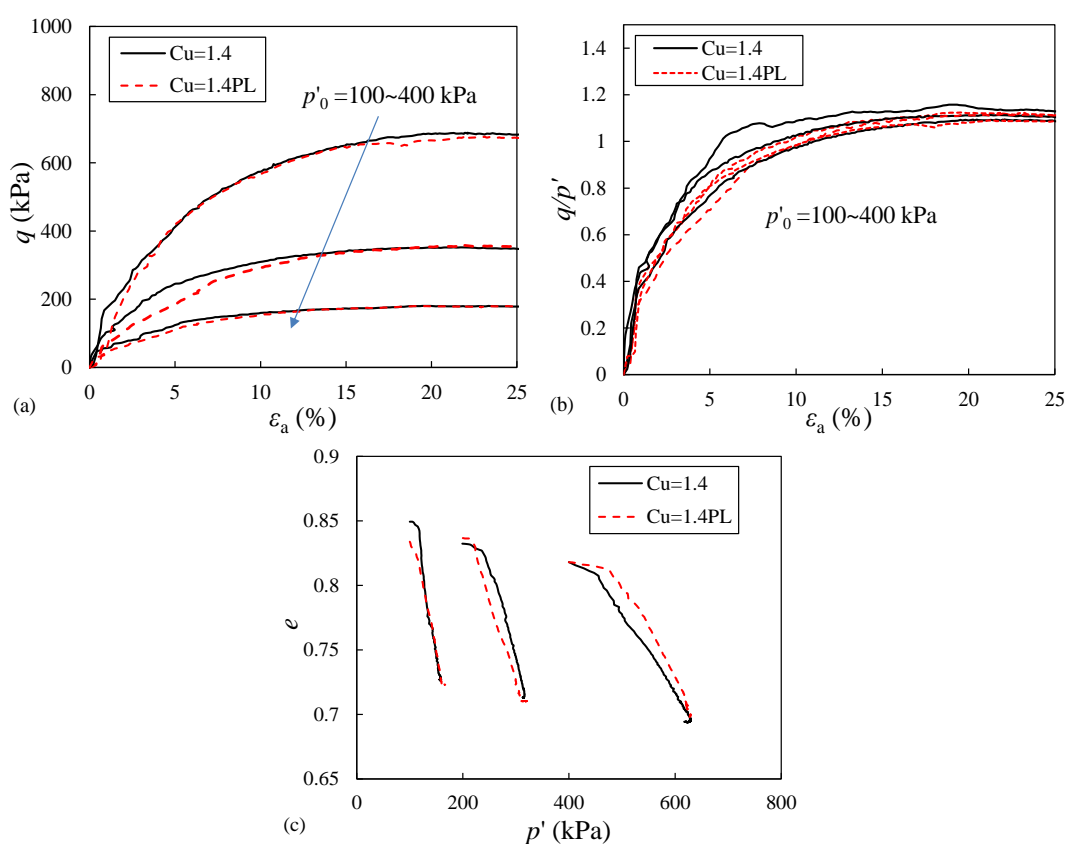 1000
800
600
400
200
0
q (kPa)
Cu=1.4
Cu=1.4PL
p'0 =100~400 kPa
0 5 10 15 20 25
(a)
εa (%)
1.4
1.2
1
0.8
0.6
0.4
0.2
0
q/p'
Cu=1.4
Cu=1.4PL
p'0 =100~400 kPa
0 5 10 15 20 25
(b)
εa (%)
0.9
0.85
0.8
0.75
0.7
0.65
e
Cu=1.4
Cu=1.4PL
0 200 400 600 800
(c)
p' (kPa)